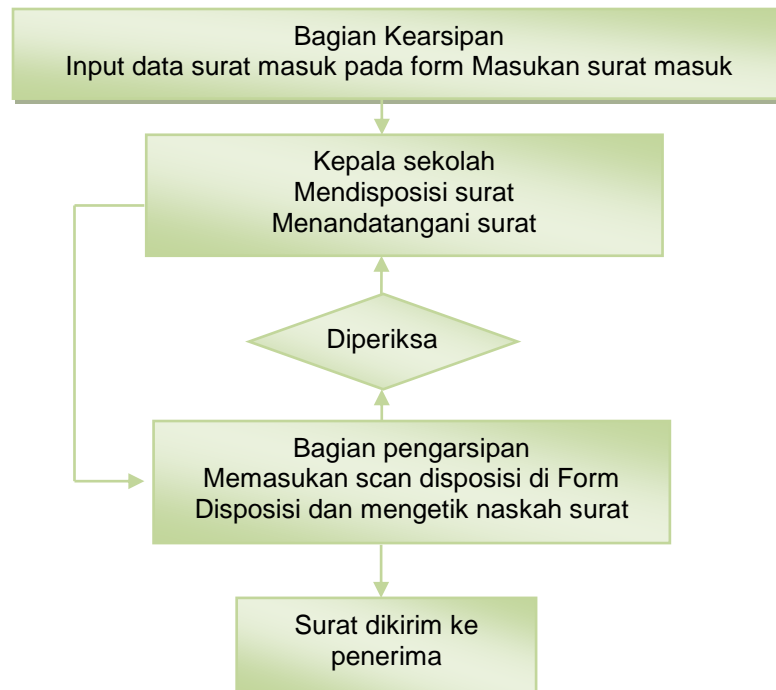 Bagian Kearsipan
Input data surat masuk pada form Masukan surat masuk
Kepala sekolah
Mendisposisi surat
Menandatangani surat
Diperiksa
Bagian pengarsipan
Memasukan scan disposisi di Form
Disposisi dan mengetik naskah surat
Surat dikirim ke
penerima